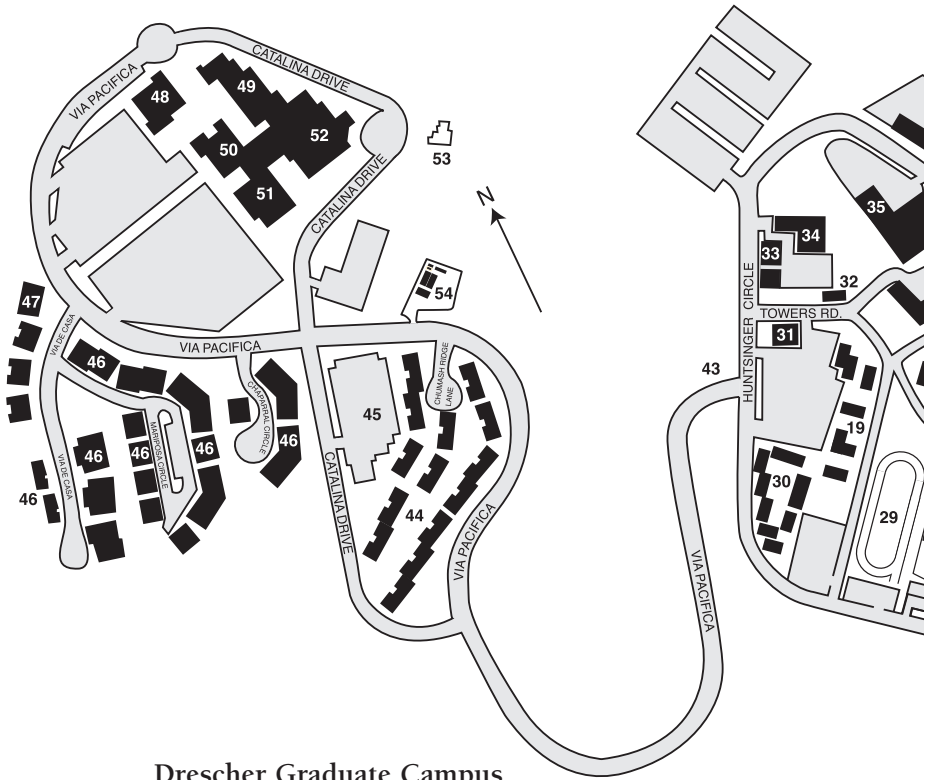 CATALINA DRIVE
VIA PACIFICA
48
49
50
52
51
53
CATALINA DRIVE
N
35
34
33
32
HUNTSINGER CIRCLE
TOWERS RD.
31
54
47
VIA DE CASA
VIA PACIFICA
46
CHAPARRAL CIRCLE
CHUMASH RIDGE
LANE
43
45
19
46
46
MARIPOSA CIRCLE
46
46
46
VIA DE CASA
CATALINA DRIVE
44
VIA PACIFICA
30
29
VIA PACIFICA
Drescher Graduate Campus